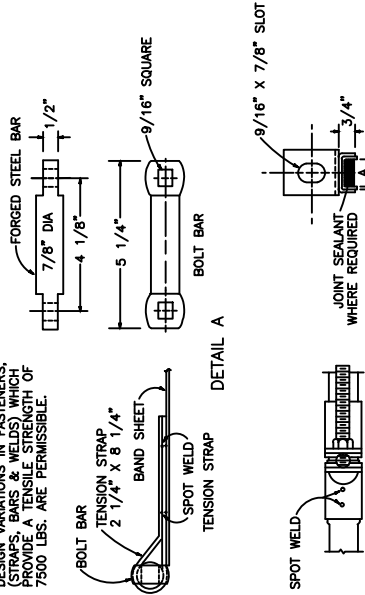 DESIGN VARIATIONS IN FASTENERS,
(STRAPS, BARS & WELDS) WHICH
PROVIDE A TENSILE STRENGTH OF
7500 LBS. ARE PERMISSIBLE.
FORGED STEEL BAR
7/8" DIA
1/2"
4 1/8"
BOLT BAR
TENSION STRAP
2 1/4" X 8 1/4"
BAND SHEET
SPOT WELD
TENSION STRAP
5 1/4"
9/16" SQUARE
BOLT BAR
DETAIL A
SPOT WELD
9/16" X 7/8" SLOT
JOINT SEALANT
WHERE REQUIRED
3/4"